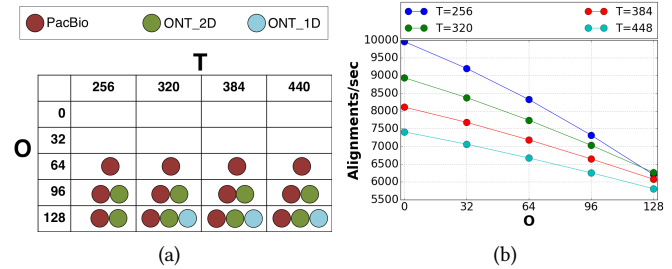 PacBio ONT_2D ONT_1D
T
256 320 384 440
0
32
O 64
96
128
(a)
T=256 T=384
T=320 T=448
Alignments/sec
10000
9500
9000
8500
8000
7500
7000
6500
6000
5500
0 32 64 96 128
O
(b)